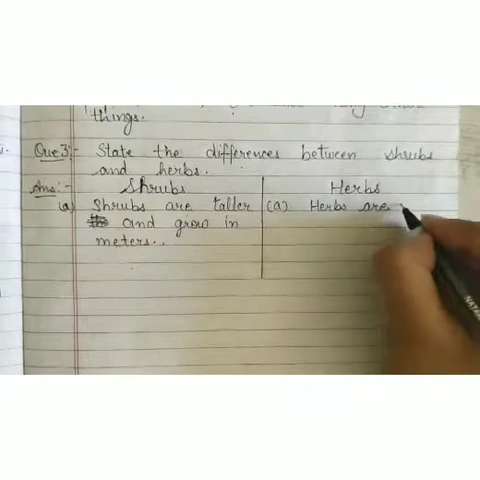 things.
s. Que 3:- State the differences between shrubs
and herbs.
Ans:- Shrubs Herbs
(a) Shrubs are taller (a) Herbs are
and grow in
meters..
NATA